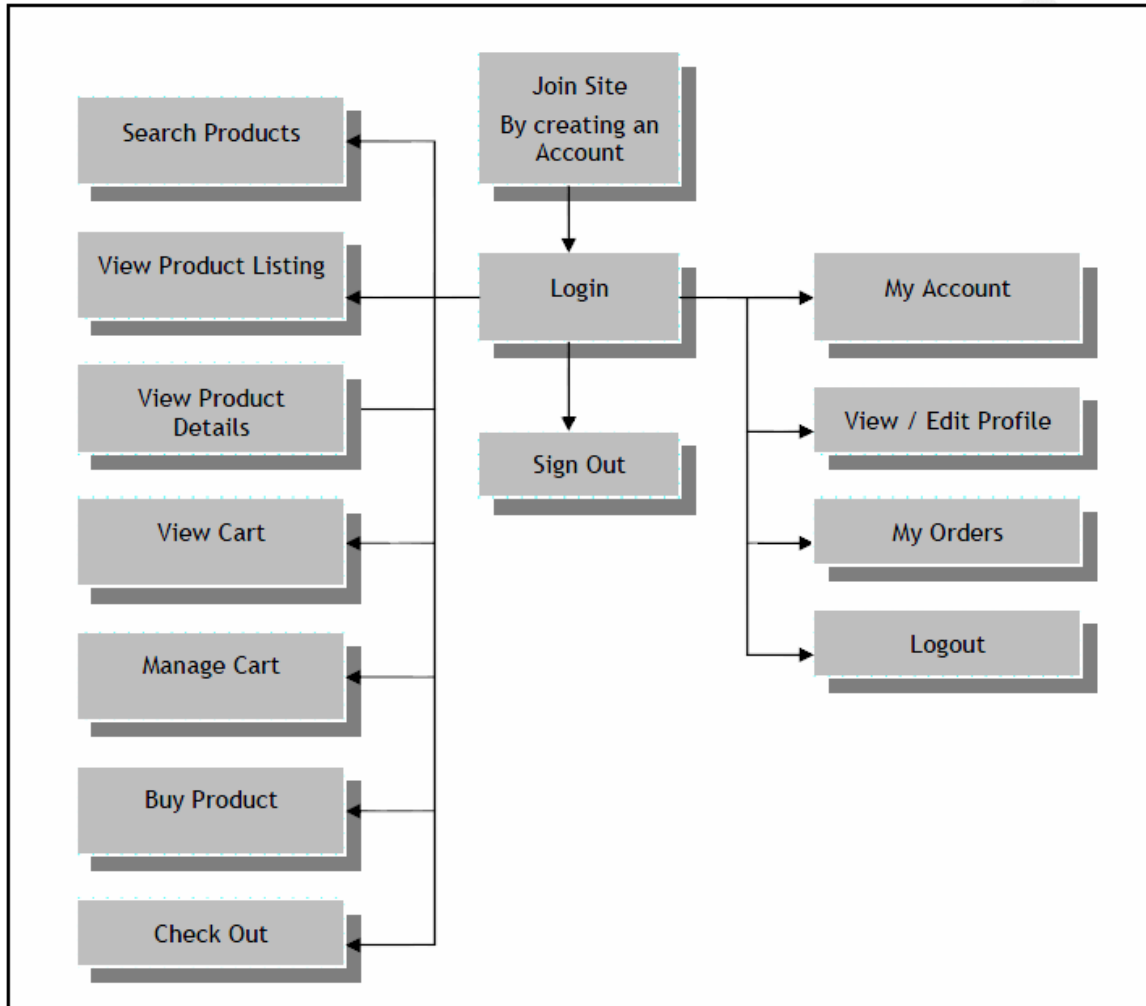 Join Site
By creating an
Account
Search Products
View Product Listing
Login
My Account
View Product
Details
View / Edit Profile
Sign Out
View Cart
My Orders
Manage Cart
Logout
Buy Product
Check Out